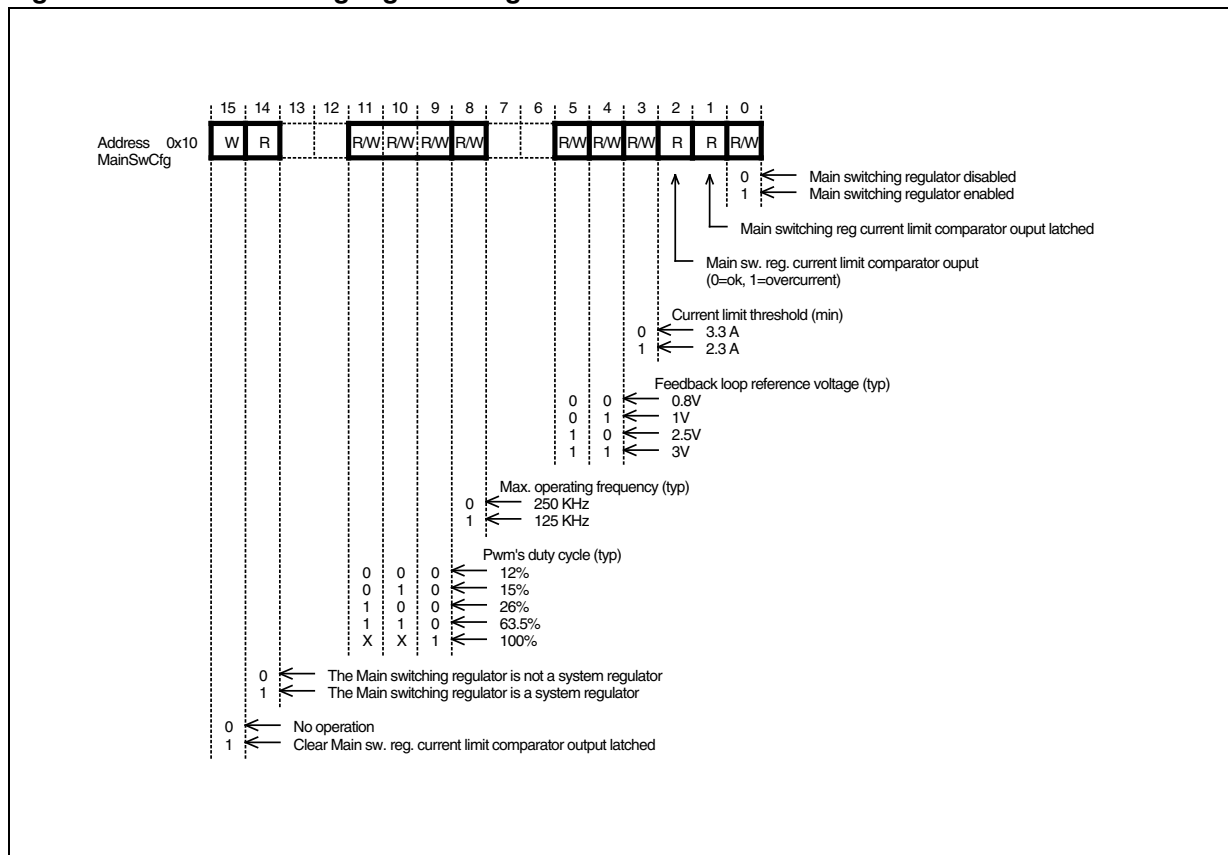 15 14 13 12 11 10 9 8 7 6 5 4 3 2 1 0
Address 0x10 W R R/W R/W R/W R/W R/W R/W R/W R R R/W
MainSwCfg
0 Main switching regulator disabled
1 Main switching regulator enabled
Main switching reg current limit comparator ouput latched
Main sw. reg. current limit comparator ouput
(0=ok, 1=overcurrent)
Current limit threshold (min)
0 3.3 A
1 2.3 A
Feedback loop reference voltage (typ)
0 0 0.8V
0 1 1V
1 0 2.5V
1 1 3V
Max. operating frequency (typ)
0 250 KHz
1 125 KHz
Pwm's duty cycle (typ)
0 0 0 12%
0 1 0 15%
1 0 0 26%
1 1 0 63.5%
X X 1 100%
0 The Main switching regulator is not a system regulator
1 The Main switching regulator is a system regulator
0 No operation
1 Clear Main sw. reg. current limit comparator output latched